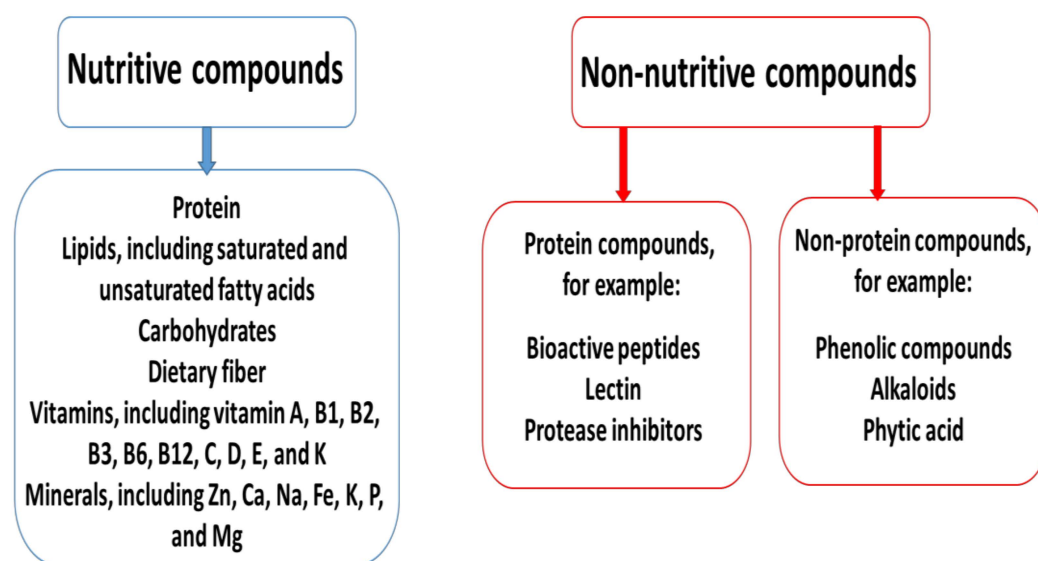 Nutritive compounds
Protein
Lipids, including saturated and
unsaturated fatty acids
Carbohydrates
Dietary fiber
Vitamins, including vitamin A, B1, B2,
B3, B6, B12, C, D, E, and K
Minerals, including Zn, Ca, Na, Fe, K, P,
and Mg
Non-nutritive compounds
Protein compounds,
for example:
Bioactive peptides
Lectin
Protease inhibitors
Non-protein compounds,
for example:
Phenolic compounds
Alkaloids
Phytic acid